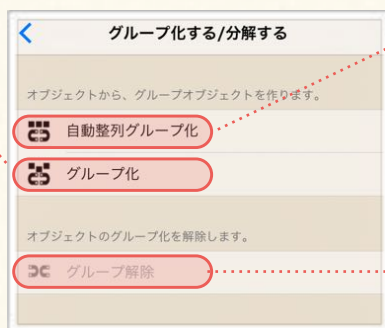 グループ化する/分解する
オブジェクトから、グループオブジェクトを作ります。
自動整列グループ化
グループ化
オブジェクトのグループ化を解除します。
グループ解除